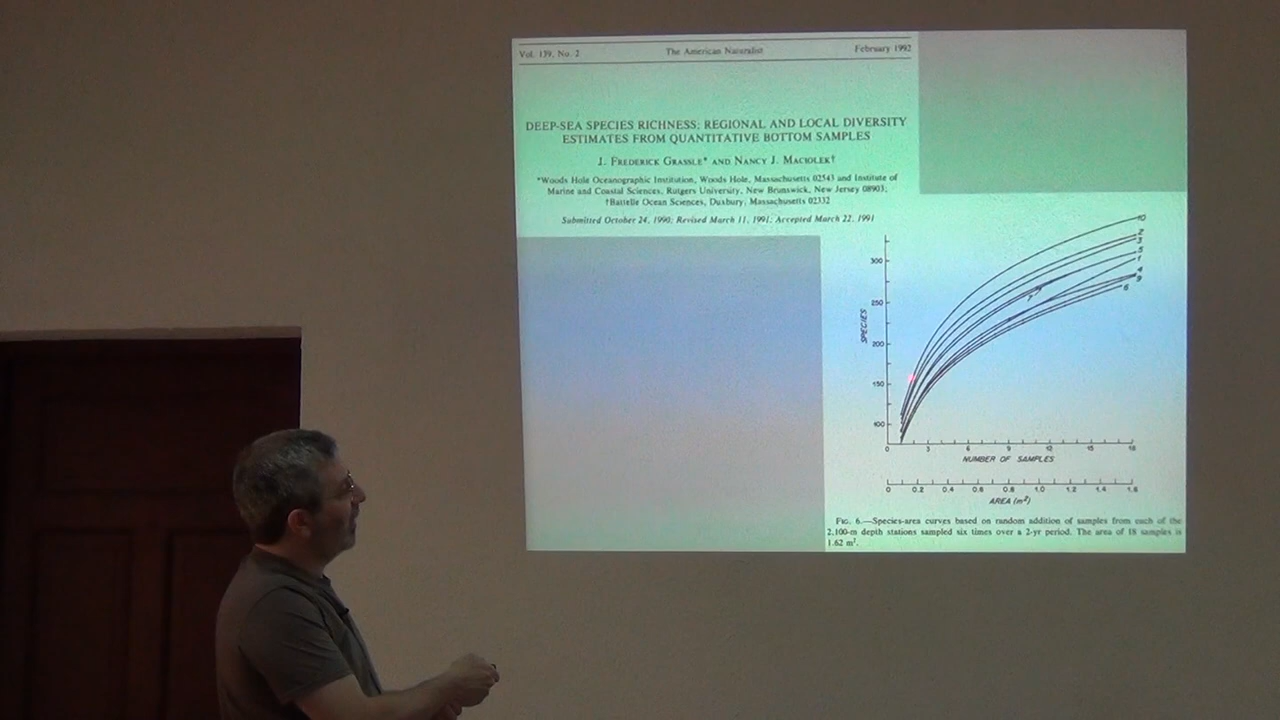 Vol. 139, No. 2 The American Naturalist February 1992
DEEP-SEA SPECIES RICHNESS: REGIONAL AND LOCAL DIVERSITY
ESTIMATES FROM QUANTITATIVE BOTTOM SAMPLES
J. FREDERICK GRASSLE* AND NANCY J. MACIOLEK†
*Woods Hole Oceanographic Institution, Woods Hole, Massachusetts 02543 and Institute of
Marine and Coastal Sciences, Rutgers University, New Brunswick, New Jersey 08903;
†Battelle Ocean Sciences, Duxbury, Massachusetts 02332
Submitted October 24, 1990; Revised March 11, 1991; Accepted March 22, 1991
10
2
3
5
1
4
9
6
7
300
250
200
150
100
SPECIES
0 3 6 9 12 15 18
NUMBER OF SAMPLES
0 0.2 0.4 0.6 0.8 1.0 1.2 1.4 1.6
AREA (m²)
FIG. 6.—Species-area curves based on random addition of samples from each of the
2,100-m depth stations sampled six times over a 2-yr period. The area of 18 samples is
1.62 m².